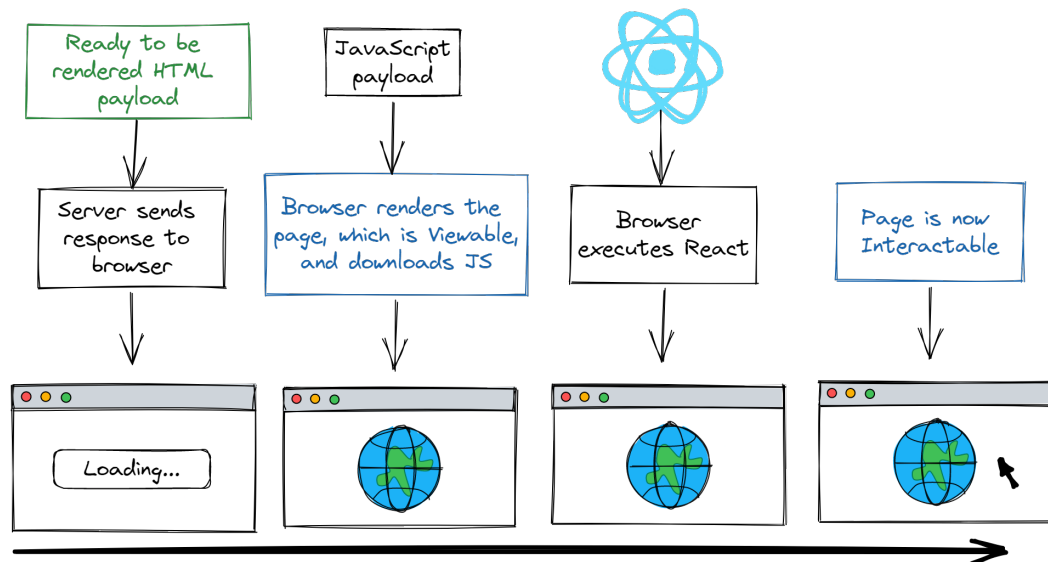 Ready to be
rendered HTML
payload
JavaScript
payload
Server sends
response to
browser
Browser renders the
page, which is Viewable,
and downloads JS
Browser
executes React
Page is now
Interactable
Loading...